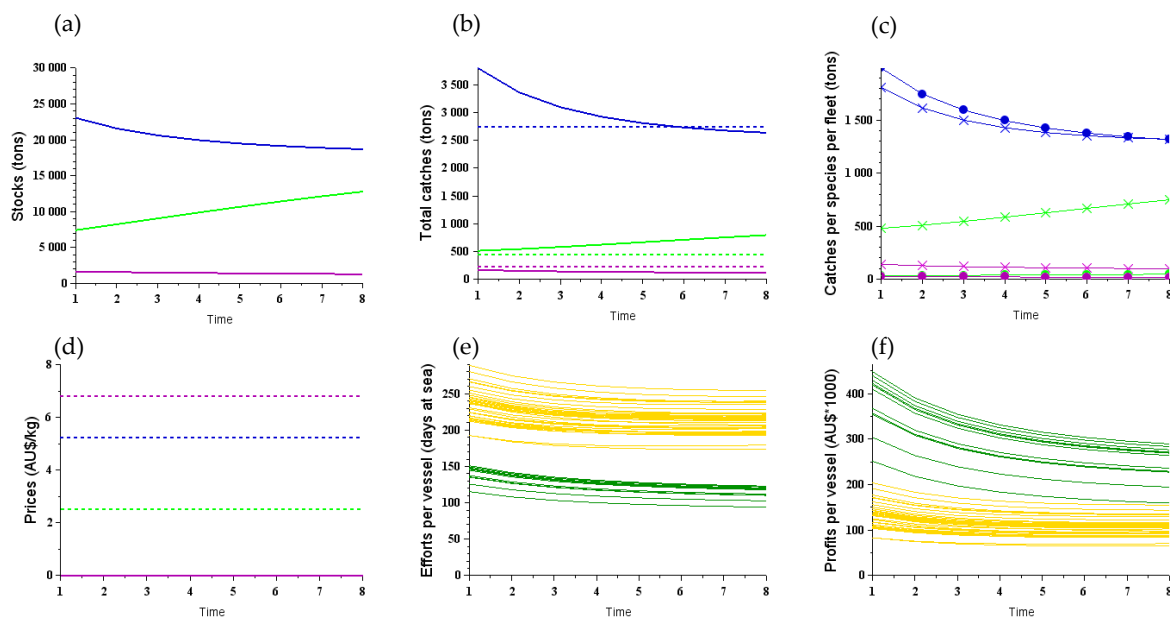 (a)
Stocks (tons)
30 000
25 000
20 000
15 000
10 000
5 000
0
1 2 3 4 5 6 7 8
Time
(b)
Total catches (tons)
3 500
3 000
2 500
2 000
1 500
1 000
500
0
1 2 3 4 5 6 7 8
Time
(c)
Catches per species per fleet (tons)
1 500
1 000
500
0
1 2 3 4 5 6 7 8
Time
(d)
Prices (AU$/kg)
8
6
4
2
0
1 2 3 4 5 6 7 8
Time
(e)
Efforts per vessel (days at sea)
250
200
150
100
50
0
1 2 3 4 5 6 7 8
Time
(f)
Profits per vessel (AU$*1000)
400
300
200
100
0
1 2 3 4 5 6 7 8
Time